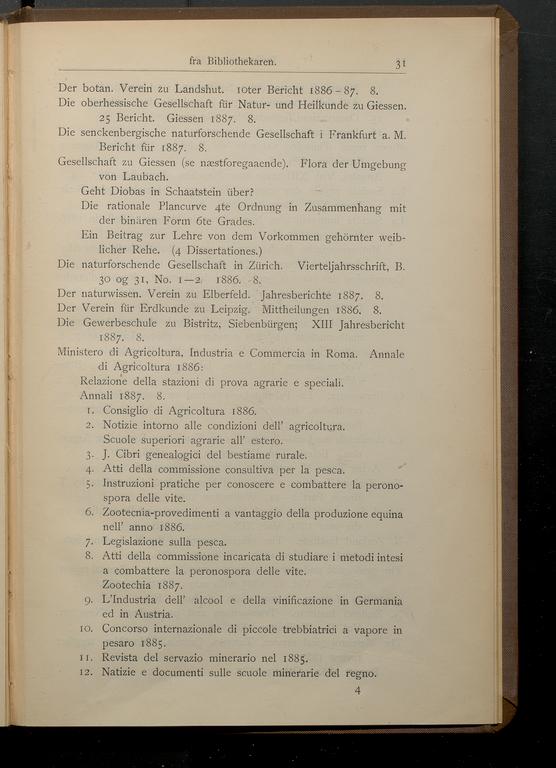 fra Bibliothekaren. 31
Der botan. Verein zu Landshut. 10ter Bericht 1886–87. 8.
Die oberhessische Gesellschaft für Natur- und Heilkunde zu Giessen.
25 Bericht. Giessen 1887. 8.
Die senckenbergische naturforschende Gesellschaft i Frankfurt a. M.
Bericht für 1887. 8.
Gesellschaft zu Giessen (se næstforegaaende). Flora der Umgebung
von Laubach.
Geht Diobas in Schaatstein über?
Die rationale Plancurve 4te Ordnung in Zusammenhang mit
der binären Form 6te Grades.
Ein Beitrag zur Lehre von dem Vorkommen gehörnter weib-
licher Rehe. (4 Dissertationes.)
Die naturforschende Gesellschaft in Zürich. Vierteljahrsschrift, B.
30 og 31, No. 1—2. 1886. 8.
Der naturwissen. Verein zu Elberfeld. Jahresberichte 1887. 8.
Der Verein für Erdkunde zu Leipzig. Mittheilungen 1886. 8.
Die Gewerbeschule zu Bistritz, Siebenbürgen; XIII Jahresbericht
1887. 8.
Ministero di Agricoltura, Industria e Commercia in Roma. Annale
di Agricoltura 1886:
Relazione della stazioni di prova agrarie e speciali.
Annali 1887. 8.
1. Consiglio di Agricoltura 1886.
2. Notizie intorno alle condizioni dell' agricoltura.
Scuole superiori agrarie all' estero.
3. J. Cibri genealogici del bestiame rurale.
4. Atti della commissione consultiva per la pesca.
5. Instruzioni pratiche per conoscere e combattere la perono-
spora delle vite.
6. Zootecnia-provedimenti a vantaggio della produzione equina
nell' anno 1886.
7. Legislazione sulla pesca.
8. Atti della commissione incaricata di studiare i metodi intesi
a combattere la peronospora delle vite.
Zootechia 1887.
9. L'Industria dell' alcool e della vinificazione in Germania
ed in Austria.
10. Concorso internazionale di piccole trebbiatrici a vapore in
pesaro 1885.
11. Revista del servazio minerario nel 1885.
12. Natizie e documenti sulle scuole minerarie del regno.
4